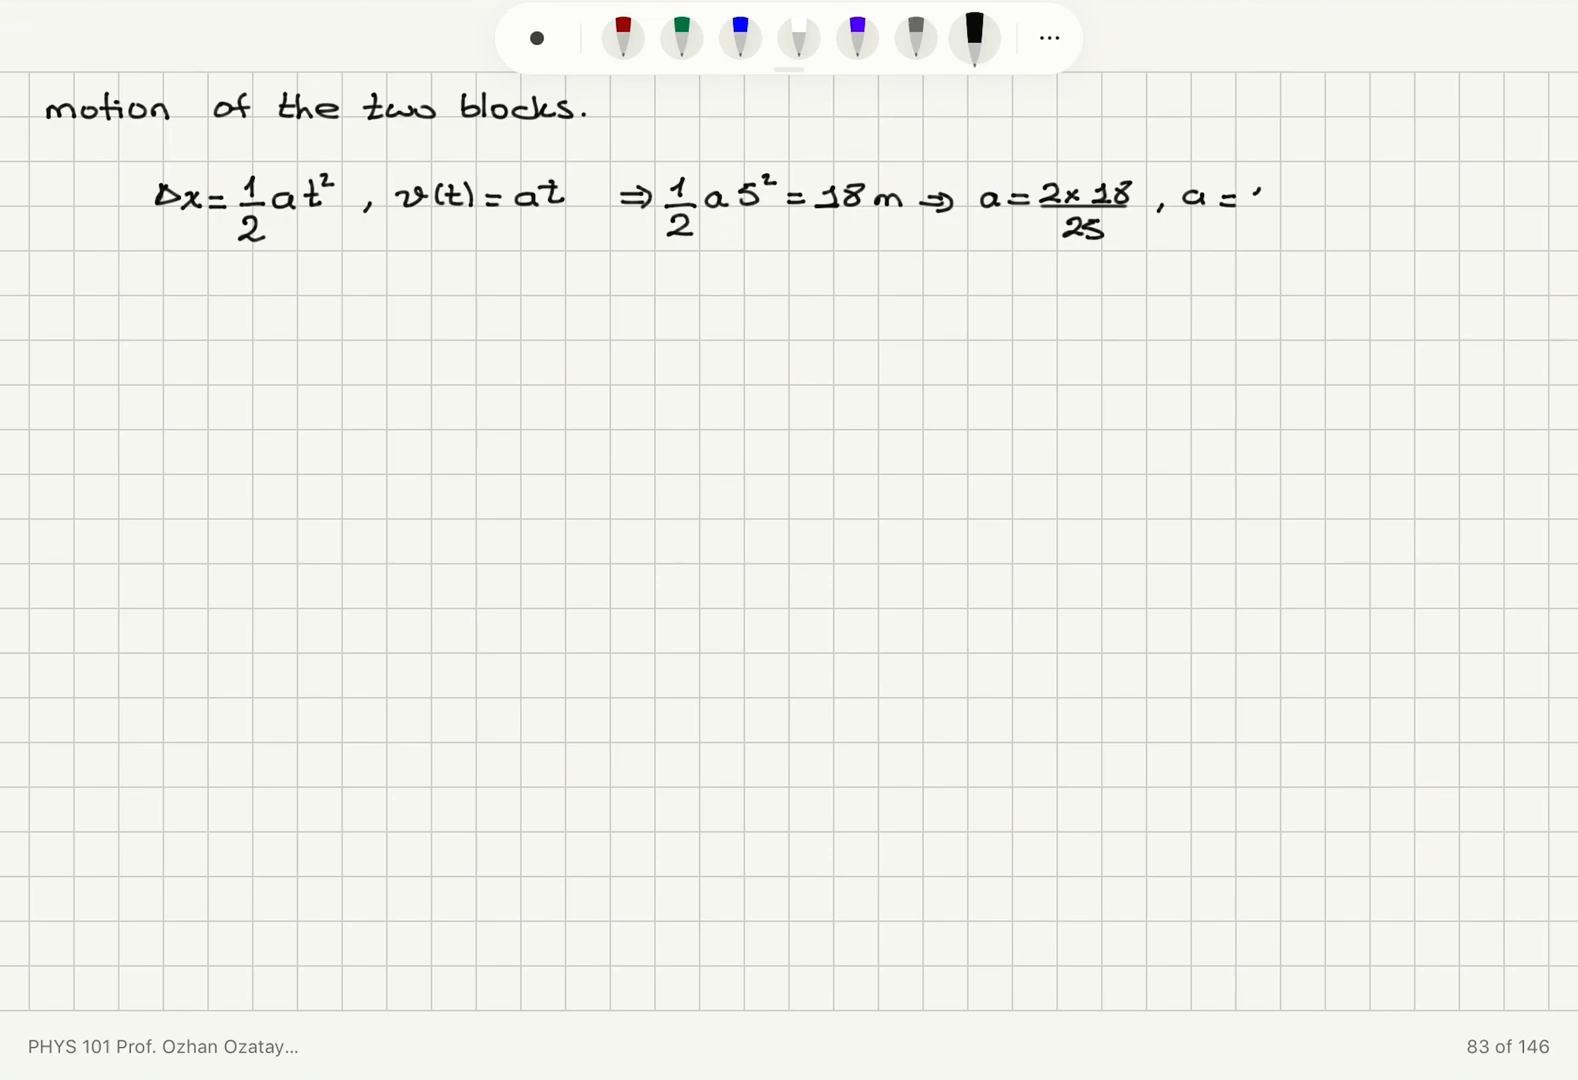 motion of the two blocks.
Δx = 1/2 a t² , v(t) = at ⇒ 1/2 a 5² = 18 m ⇒ a = 2 x 18 / 25 , a =
PHYS 101 Prof. Ozhan Ozatay...
83 of 146